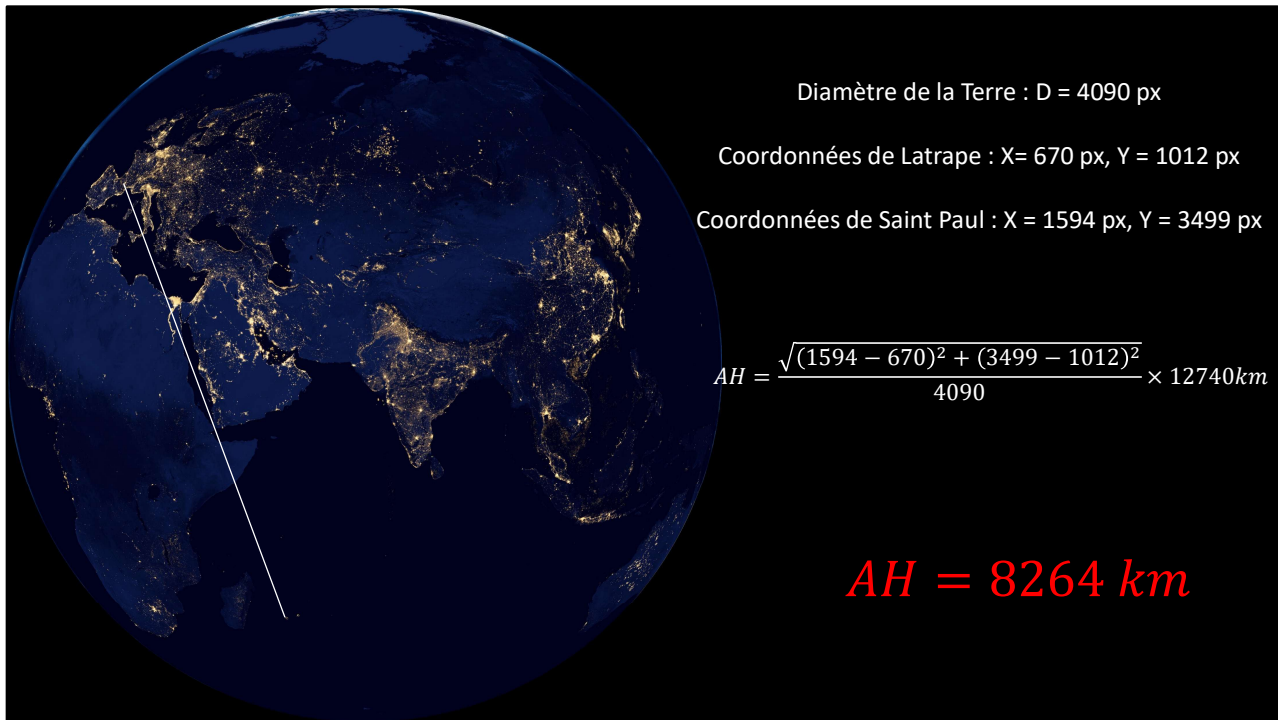 Diamètre de la Terre : D = 4090 px
Coordonnées de Latrape : X= 670 px, Y = 1012 px
Coordonnées de Saint Paul : X = 1594 px, Y = 3499 px
AH = √((1594 − 670)² + (3499 − 1012)²) / 4090 × 12740km
AH = 8264 km